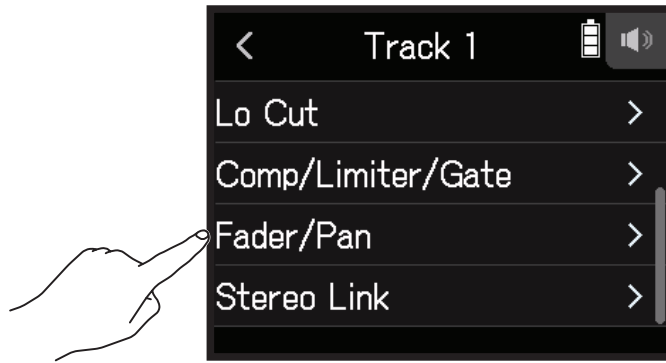 Track 1
Lo Cut
Comp/Limiter/Gate
Fader/Pan
Stereo Link